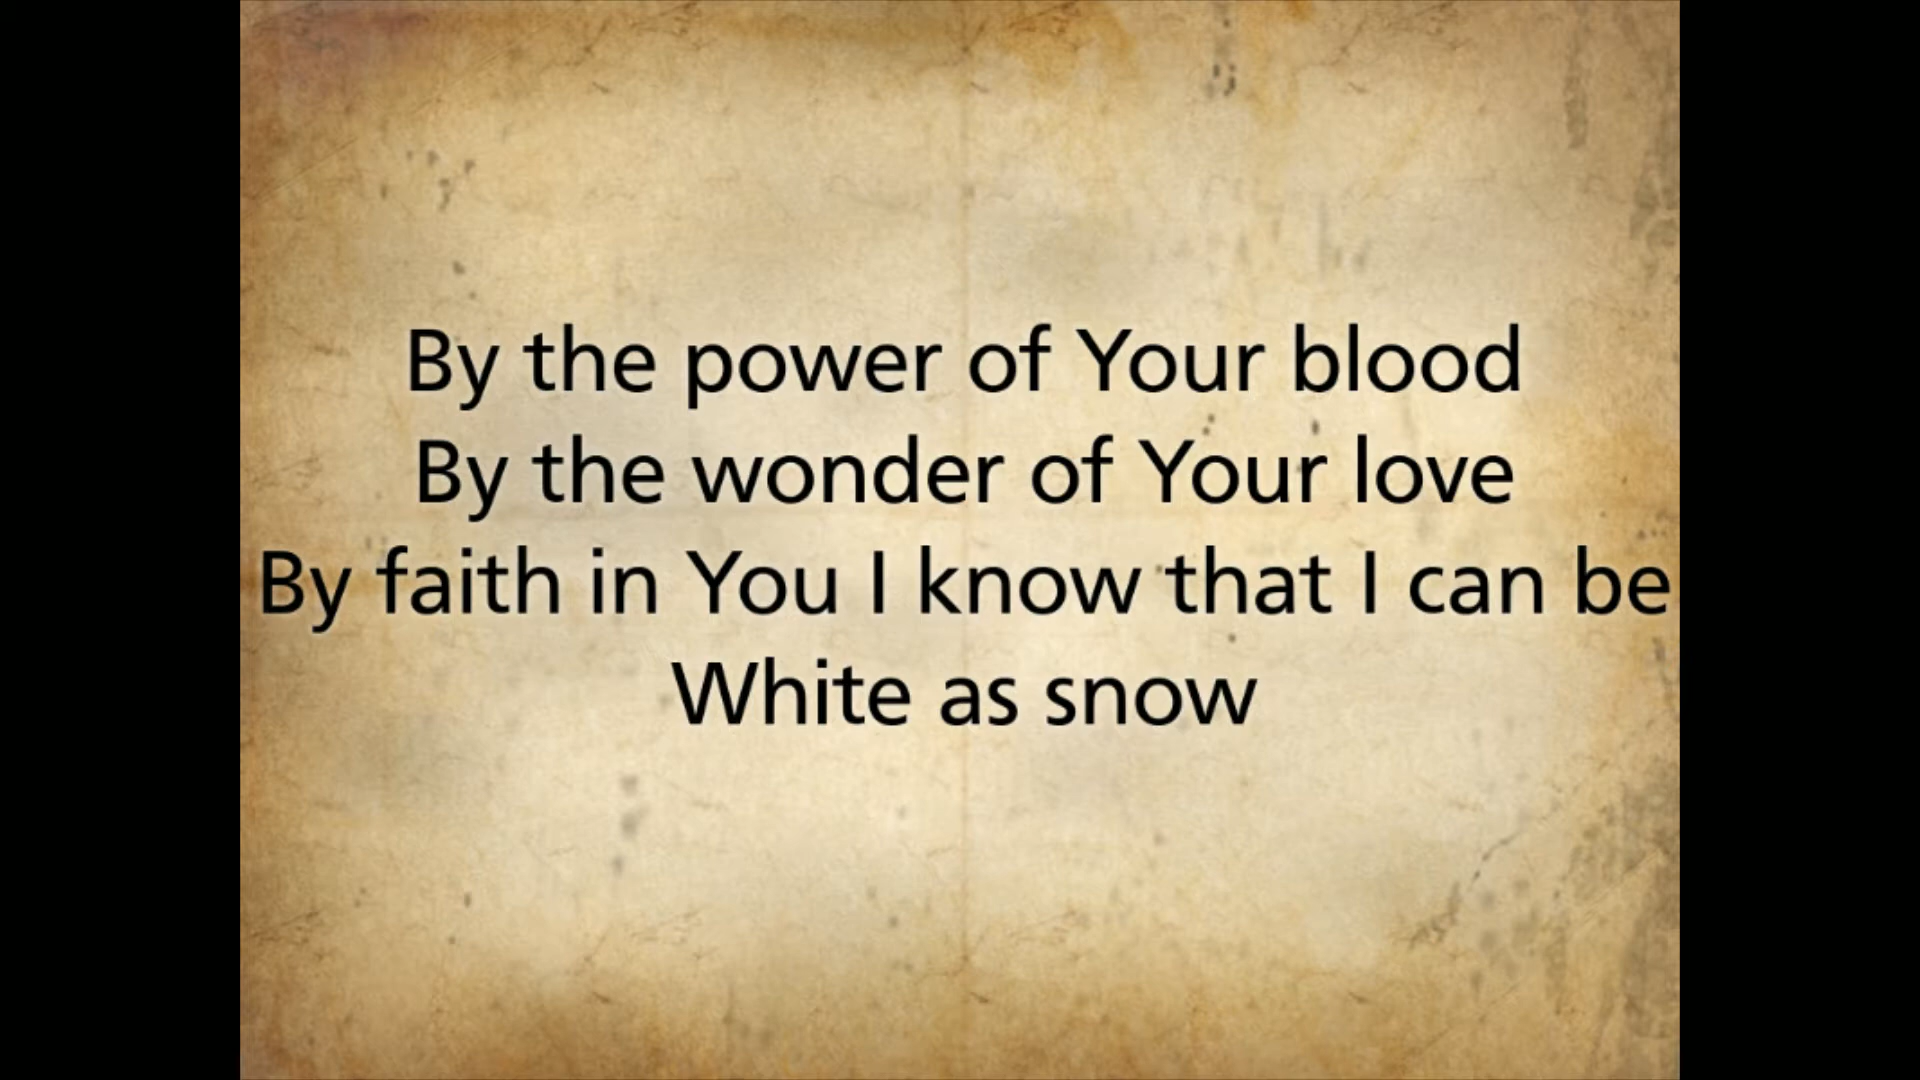 By the power of Your blood
By the wonder of Your love
By faith in You I know that I can be
White as snow